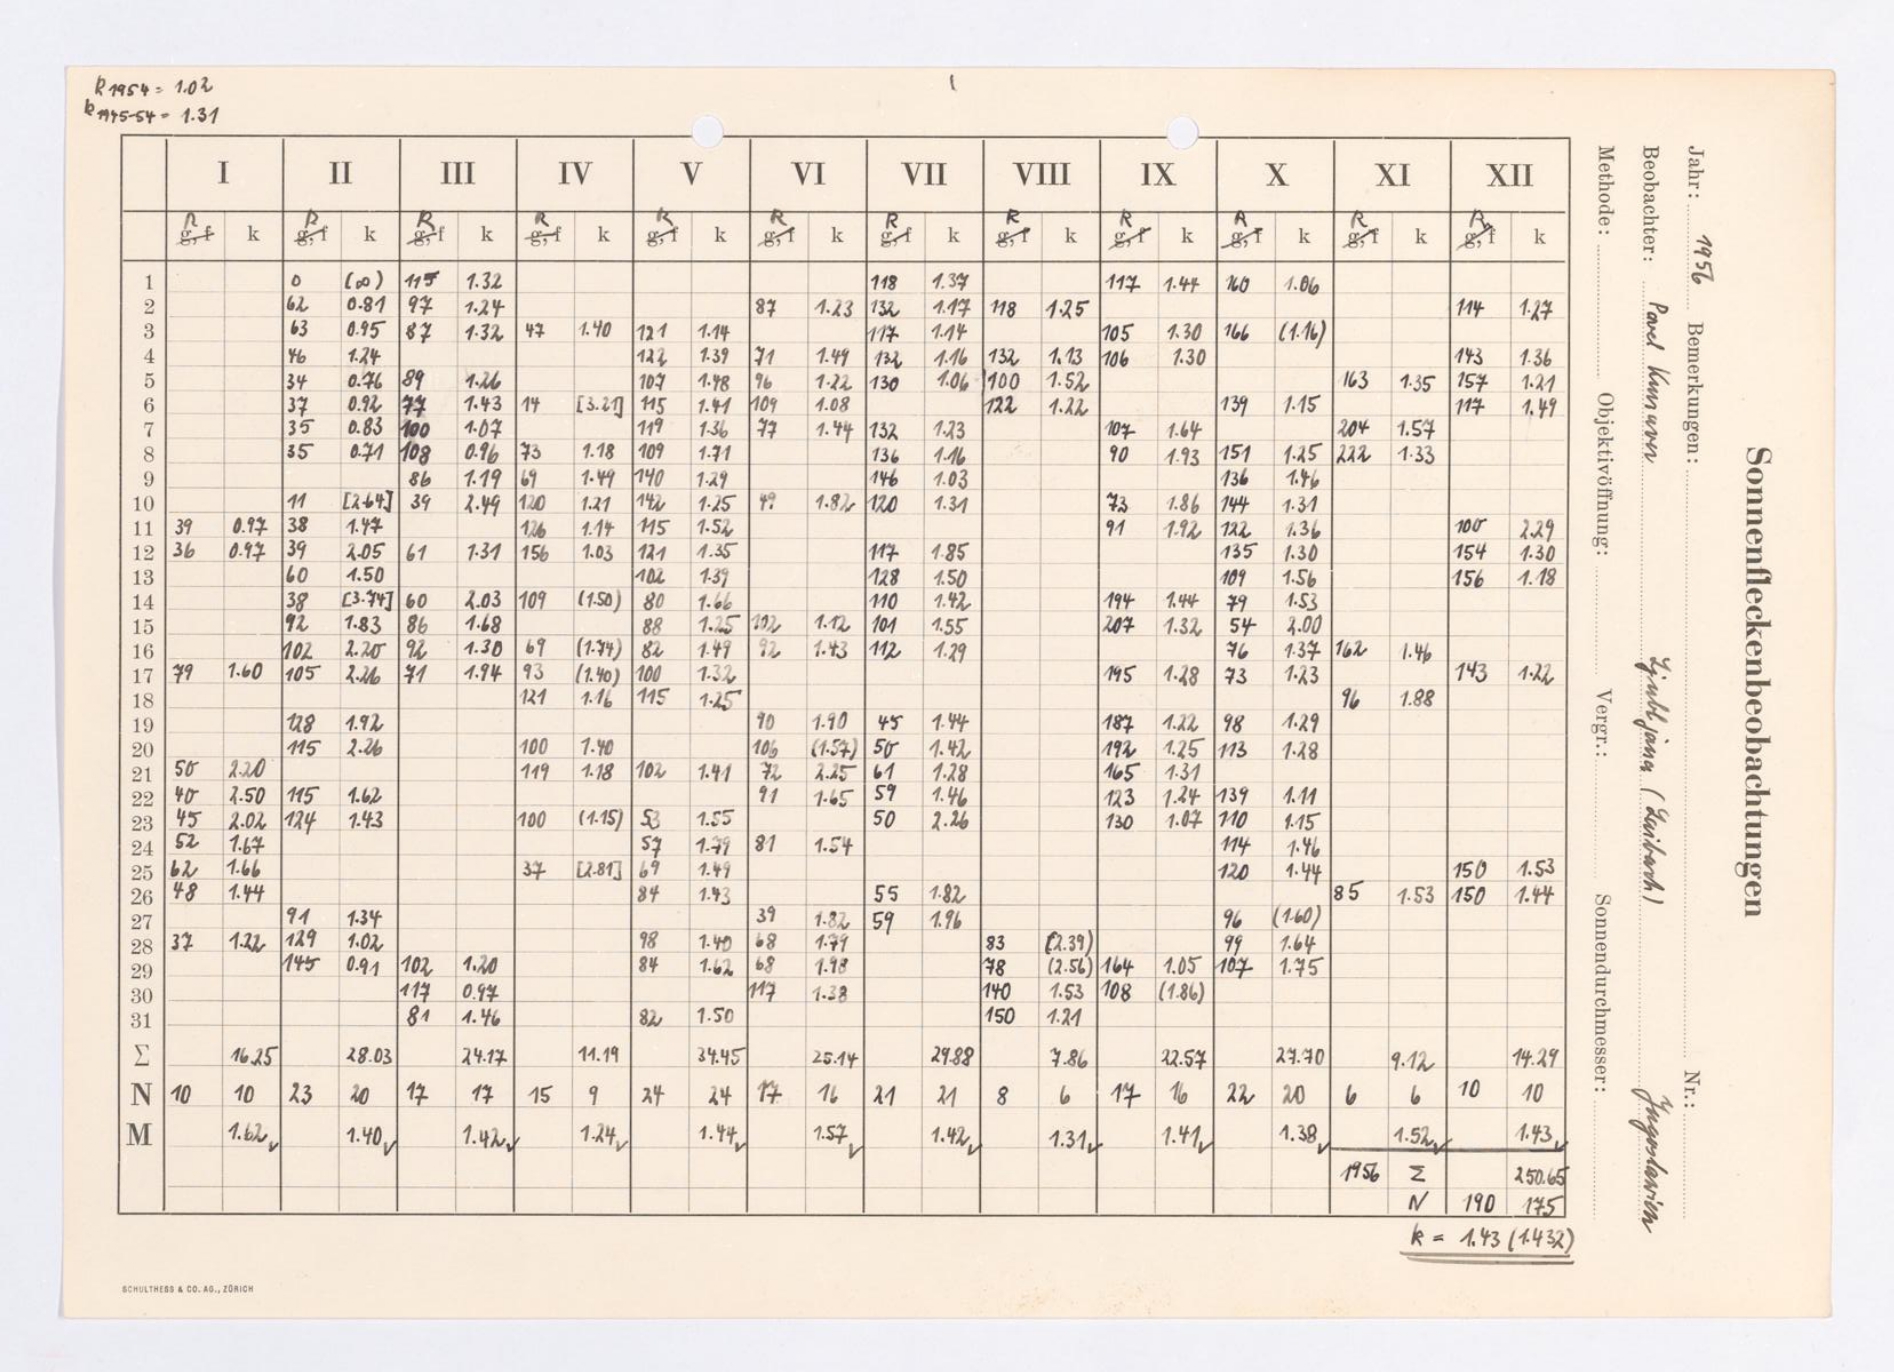 k 1954 = 1.02
k 1945-54 = 1.31
1
I II III IV V VI VII VIII IX X XI XII
R g, f k R g, f k R g, f k R g, f k R g, f k R g, f k R g, f k R g, f k R g, f k R g, f k R g, f k R g, f k
1 0 (∞) 115 1.32 118 1.37 117 1.44 160 1.06
2 62 0.81 97 1.24 87 1.23 132 1.17 118 1.25 114 1.27
3 63 0.95 87 1.32 47 1.40 121 1.14 117 1.14 105 1.30 166 (1.16)
4 46 1.24 122 1.39 71 1.49 132 1.16 132 1.13 106 1.30 143 1.36
5 34 0.76 89 1.26 107 1.48 96 1.22 130 1.06 100 1.52 163 1.35 157 1.21
6 37 0.92 77 1.43 14 [3.21] 115 1.41 109 1.08 122 1.22 139 1.15 117 1.49
7 35 0.83 100 1.07 119 1.36 77 1.44 132 1.23 107 1.64 204 1.57
8 35 0.71 108 0.96 73 1.18 109 1.71 136 1.16 90 1.93 151 1.25 222 1.33
9 86 1.19 69 1.49 140 1.29 146 1.03 136 1.46
10 11 [2.64] 39 2.49 120 1.21 142 1.25 49 1.82 120 1.31 73 1.86 144 1.31
11 39 0.97 38 1.47 126 1.14 115 1.52 91 1.92 122 1.36 100 2.29
12 36 0.97 39 2.05 61 1.31 156 1.03 121 1.35 117 1.85 135 1.30 154 1.30
13 60 1.50 102 1.39 128 1.50 109 1.56 156 1.18
14 38 [3.74] 60 2.03 109 (1.50) 80 1.66 110 1.42 194 1.44 79 1.53
15 92 1.83 86 1.68 88 1.25 102 1.12 101 1.55 207 1.32 54 2.00
16 102 2.20 92 1.30 69 (1.74) 82 1.49 92 1.43 112 1.29 76 1.37 162 1.46
17 79 1.60 105 2.26 71 1.94 93 (1.40) 100 1.32 195 1.28 73 1.23 143 1.22
18 121 1.16 115 1.25 96 1.88
19 128 1.92 90 1.90 45 1.44 187 1.22 98 1.29
20 115 2.26 100 1.40 106 (1.57) 50 1.42 192 1.25 113 1.28
21 50 2.20 119 1.18 102 1.41 72 2.25 61 1.28 165 1.31
22 40 2.50 115 1.62 91 1.65 59 1.46 123 1.24 139 1.11
23 45 2.02 124 1.43 100 (1.15) 53 1.55 50 2.26 130 1.07 110 1.15
24 52 1.67 57 1.79 81 1.54 114 1.46
25 62 1.66 37 [2.81] 69 1.49 120 1.44 150 1.53
26 48 1.44 84 1.43 55 1.82 85 1.53 150 1.44
27 91 1.34 39 1.82 59 1.96 96 (1.60)
28 37 1.22 129 1.02 98 1.40 68 1.79 83 (2.39) 99 1.64
29 145 0.91 102 1.20 84 1.62 68 1.98 78 (2.56) 164 1.05 107 1.75
30 117 0.97 117 1.38 140 1.53 108 (1.86)
31 81 1.46 82 1.50 150 1.21
Σ 16.25 28.03 24.17 11.19 34.45 25.14 29.88 7.86 22.57 27.70 9.12 14.29
N 10 10 23 20 17 17 15 9 24 24 17 16 21 21 8 6 17 16 22 20 6 6 10 10
M 1.62 1.40 1.42 1.24 1.44 1.57 1.42 1.31 1.41 1.38 1.52 1.43
1956 Σ 250.65
N 190 175
k = 1.43 (1.432)
SCHULTHESS & CO. AG., ZÜRICH
Sonnenfleckenbeobachtungen
Jahr: 1956 Bemerkungen: Nr.:
Beobachter: Pavel Kunaver Ljubljana (Laibach) Jugoslavien
Methode: Objektivöffnung: Vergr.: Sonnendurchmesser: